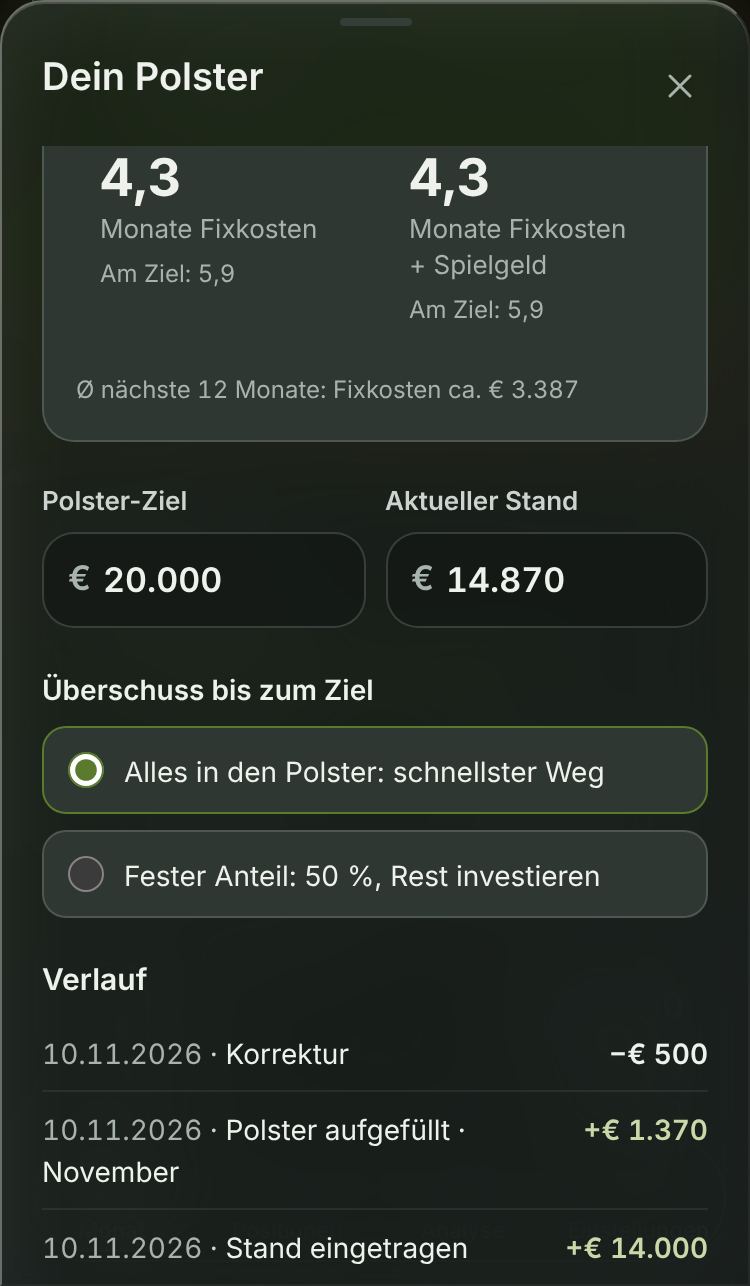 Dein Polster
4,3
Monate Fixkosten
Am Ziel: 5,9
4,3
Monate Fixkosten
+ Spielgeld
Am Ziel: 5,9
Ø nächste 12 Monate: Fixkosten ca. € 3.387
Polster-Ziel
€ 20.000
Aktueller Stand
€ 14.870
Überschuss bis zum Ziel
Alles in den Polster: schnellster Weg
Fester Anteil: 50 %, Rest investieren
Verlauf
10.11.2026 · Korrektur −€ 500
10.11.2026 · Polster aufgefüllt · +€ 1.370
November
10.11.2026 · Stand eingetragen +€ 14.000